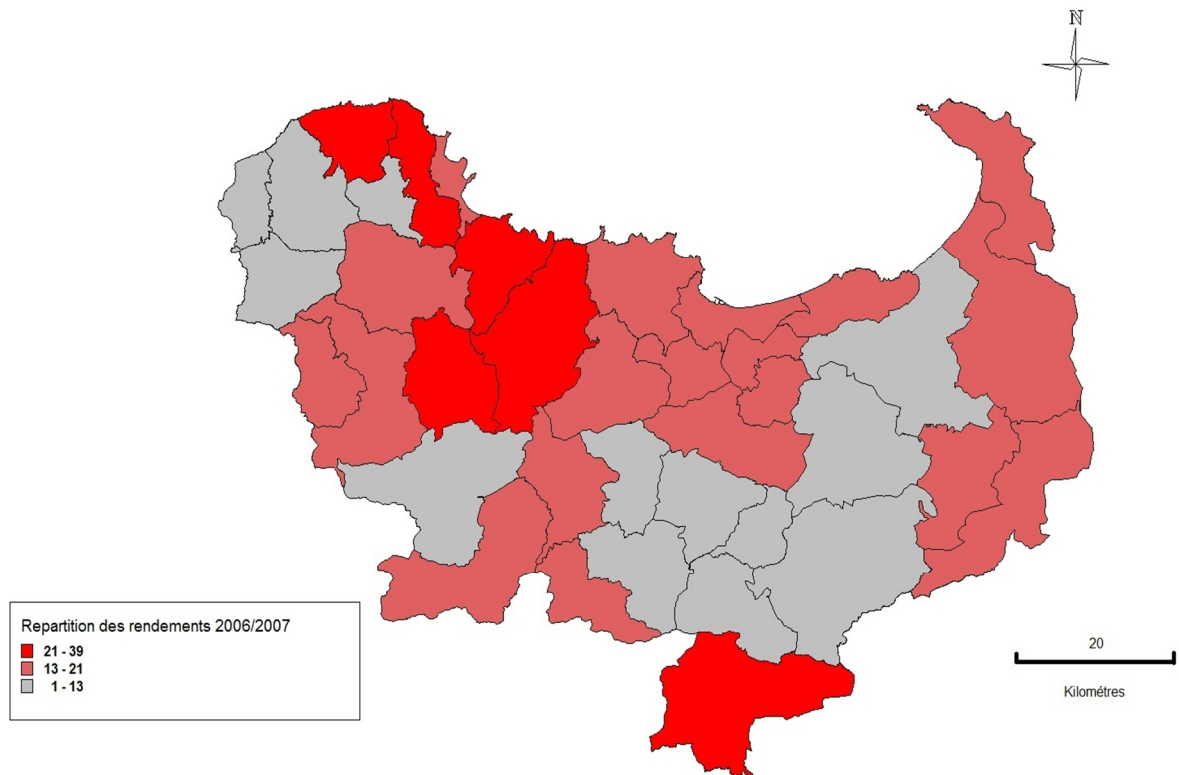 N
Repartition des rendements 2006/2007
21 - 39
13 - 21
1 - 13
20
Kilométres